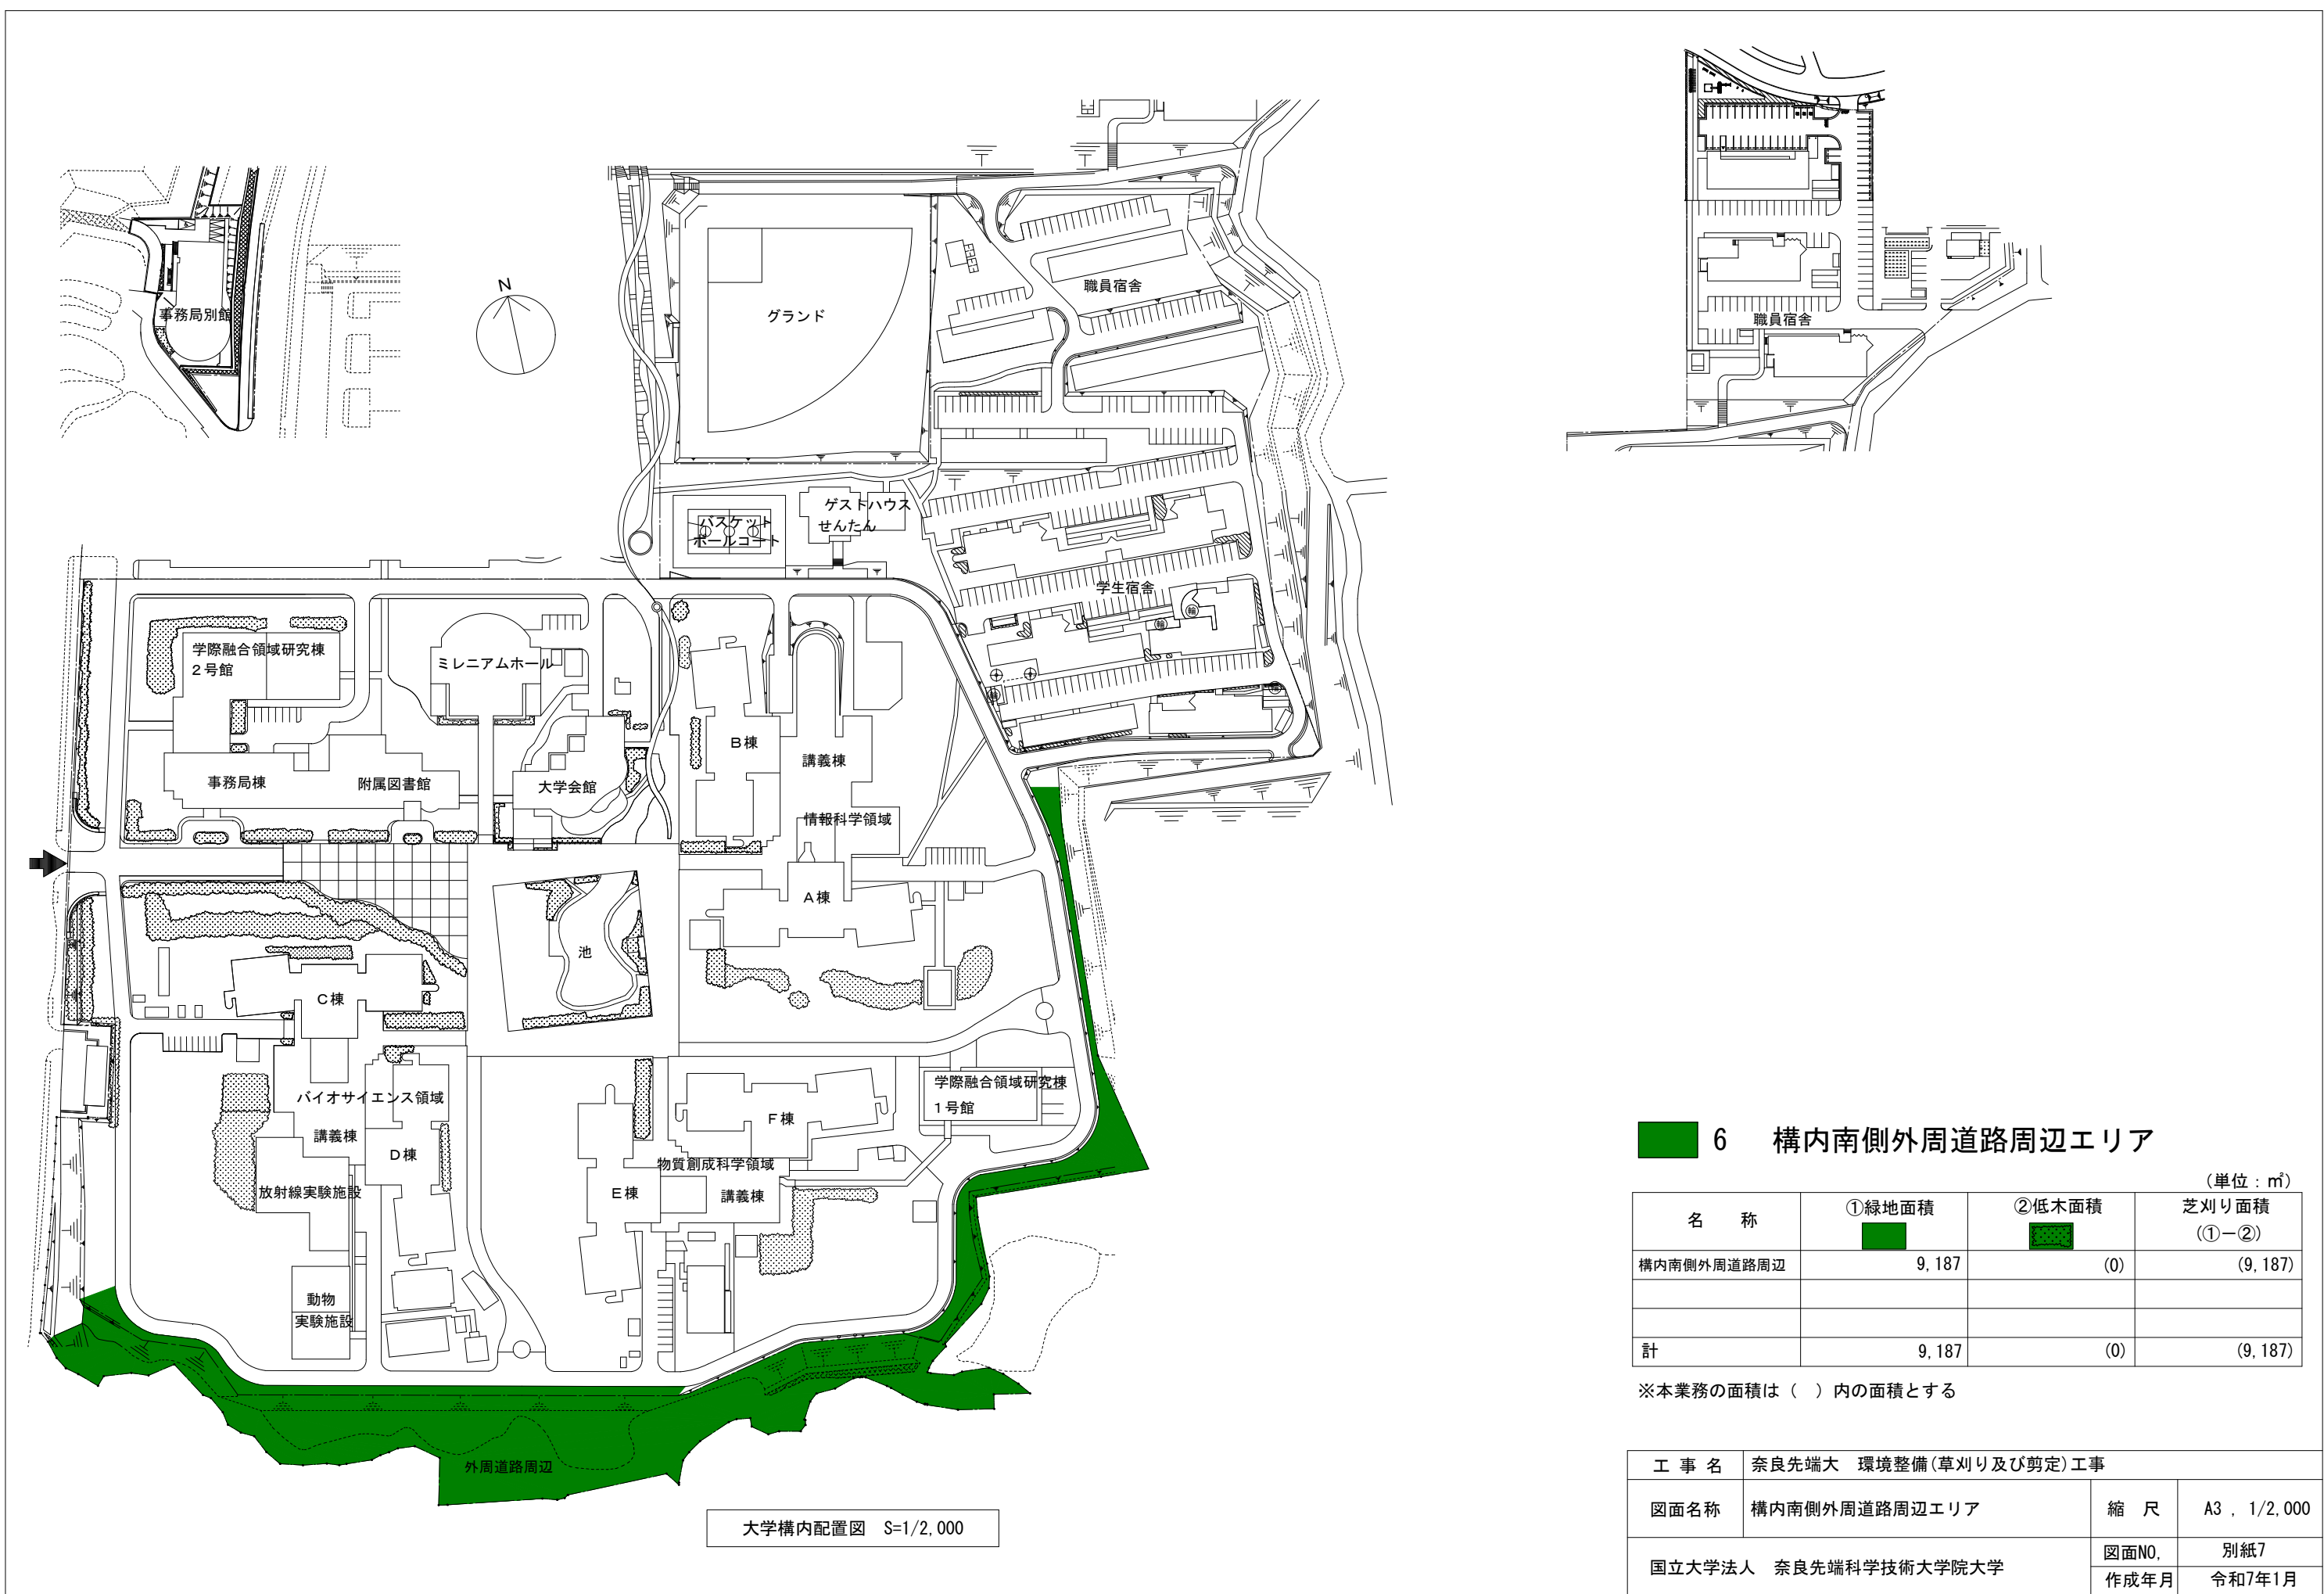 職員宿舎
事務局別館
N
グランド
職員宿舎
ゲストハウス
せんたん
バスケット
ボールコート
学生宿舎
輪
輪
輪
輪
学際融合領域研究棟
2号館
ミレニアムホール
B棟
講義棟
事務局棟
附属図書館
大学会館
情報科学領域
A棟
池
C棟
バイオサイエンス領域
講義棟
D棟
放射線実験施設
動物
実験施設
学際融合領域研究棟
1号館
F棟
物質創成科学領域
E棟
講義棟
外周道路周辺
大学構内配置図 S=1/2,000
6 構内南側外周道路周辺エリア
(単位:㎡)
名 称 ①緑地面積 ②低木面積 芝刈り面積
(①-②)
構内南側外周道路周辺 9,187 (0) (9,187)
計 9,187 (0) (9,187)
※本業務の面積は( )内の面積とする
工 事 名 奈良先端大 環境整備(草刈り及び剪定)工事
図面名称 構内南側外周道路周辺エリア 縮 尺 A3 , 1/2,000
国立大学法人 奈良先端科学技術大学院大学 図面NO, 別紙7
作成年月 令和7年1月